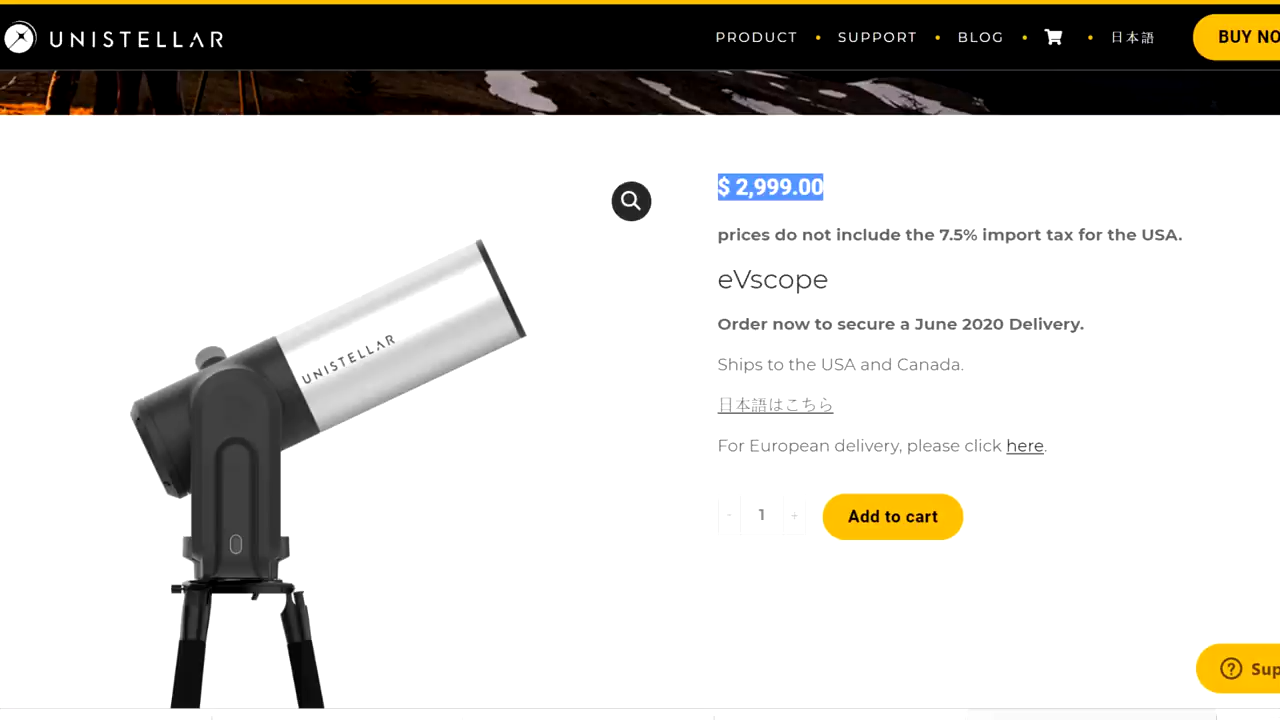 UNISTELLAR
PRODUCT • SUPPORT • BLOG • • 日本語
BUY NO
$ 2,999.00
prices do not include the 7.5% import tax for the USA.
eVscope
UNISTELLAR
Order now to secure a June 2020 Delivery.
Ships to the USA and Canada.
日本語はこちら
For European delivery, please click here.
- 1 +
Add to cart
Sup